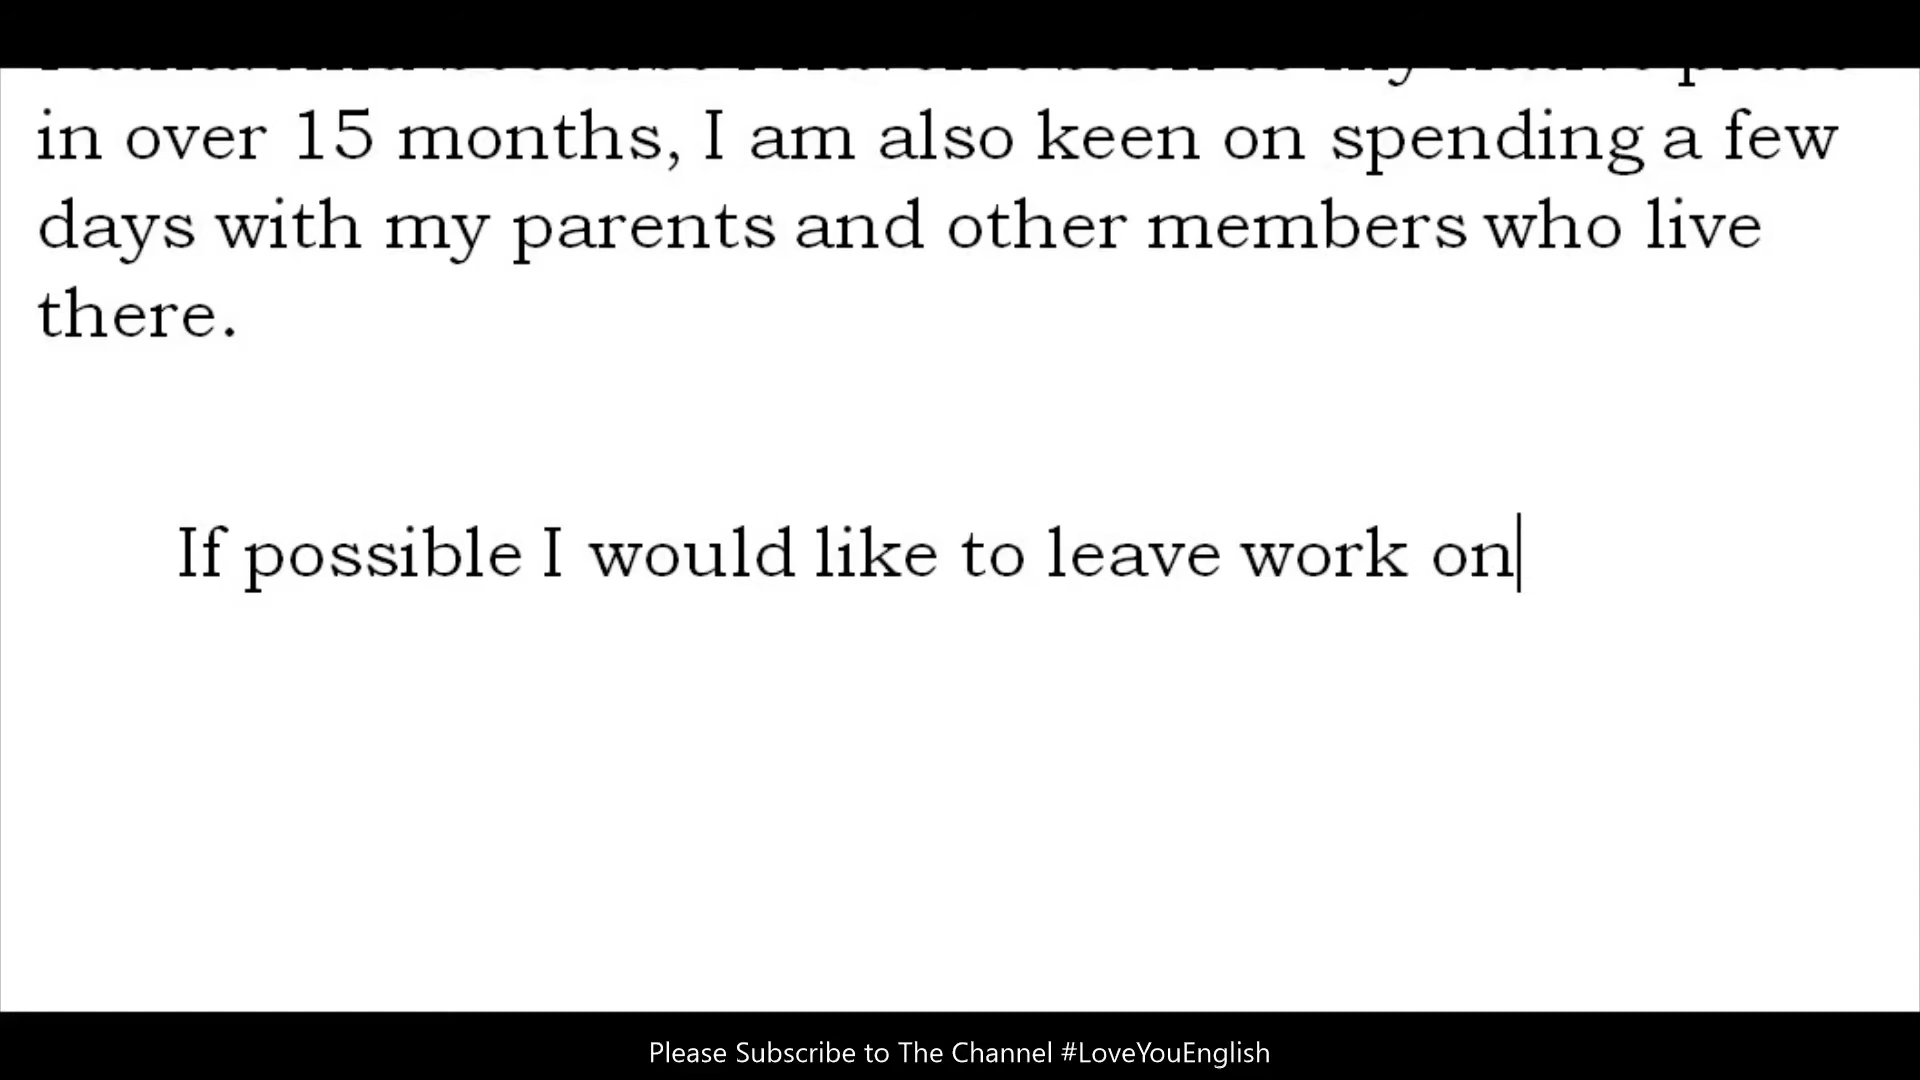 in over 15 months, I am also keen on spending a few
days with my parents and other members who live
there.
If possible I would like to leave work on
Please Subscribe to The Channel #LoveYouEnglish